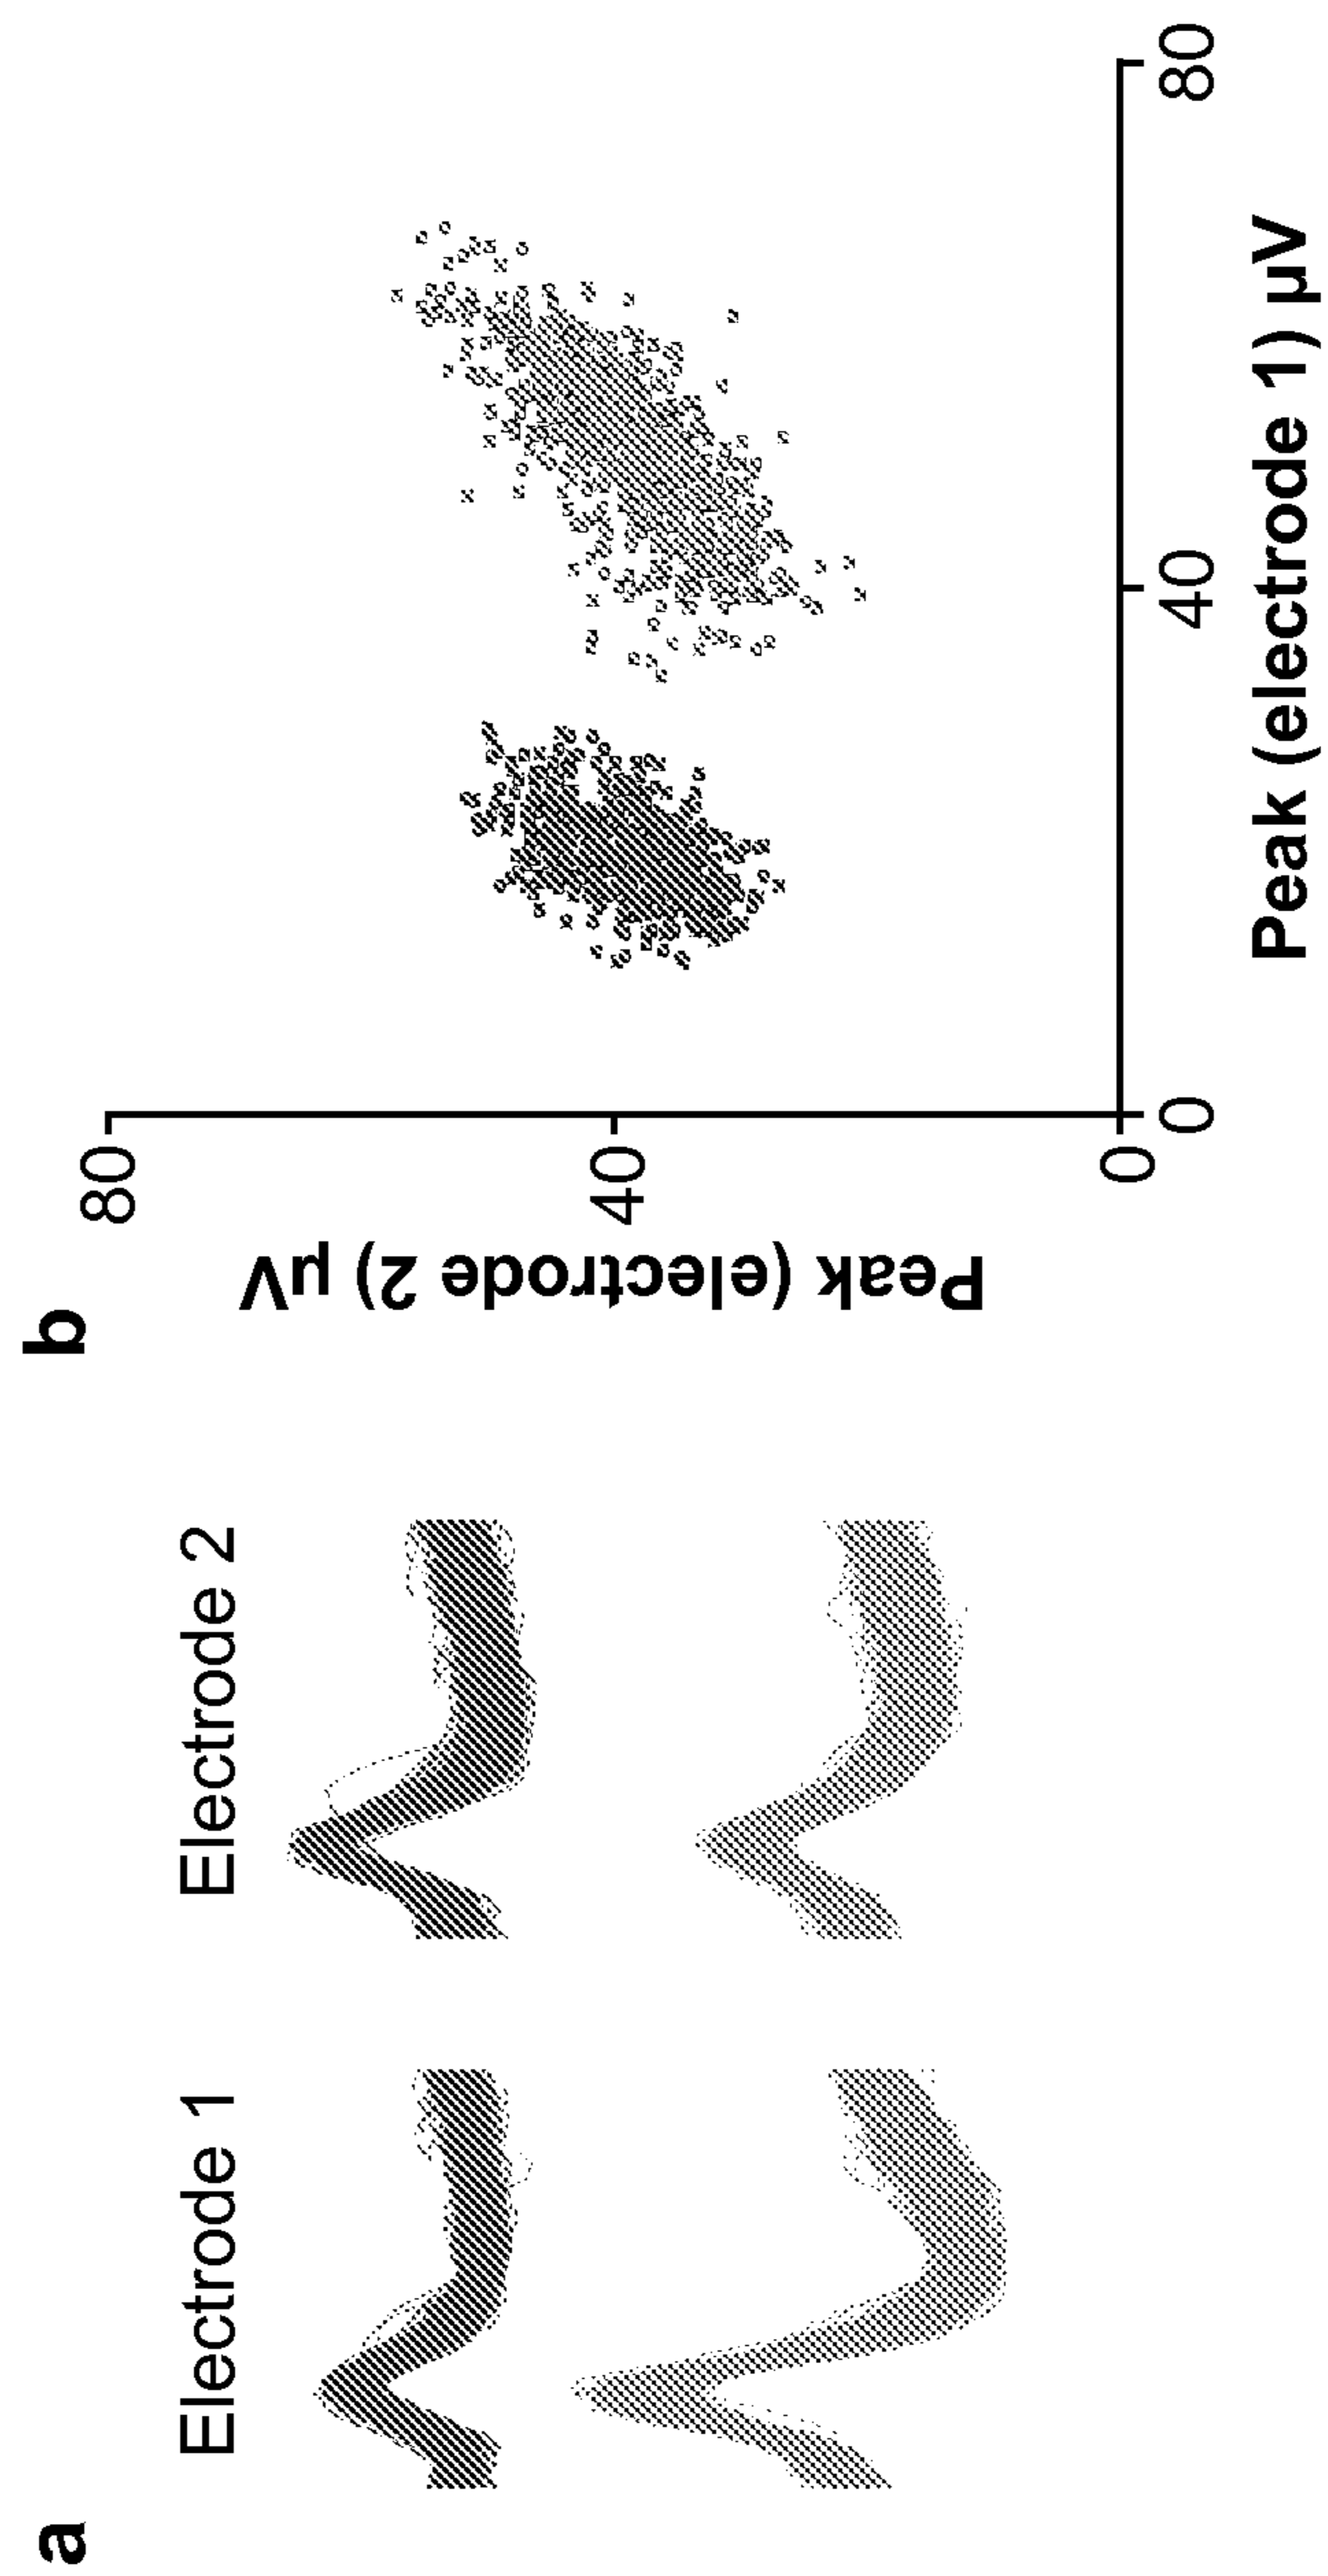 a
Electrode 1
Electrode 2
b
Peak (electrode 2) µV
80
40
0
0
40
80
Peak (electrode 1) µV